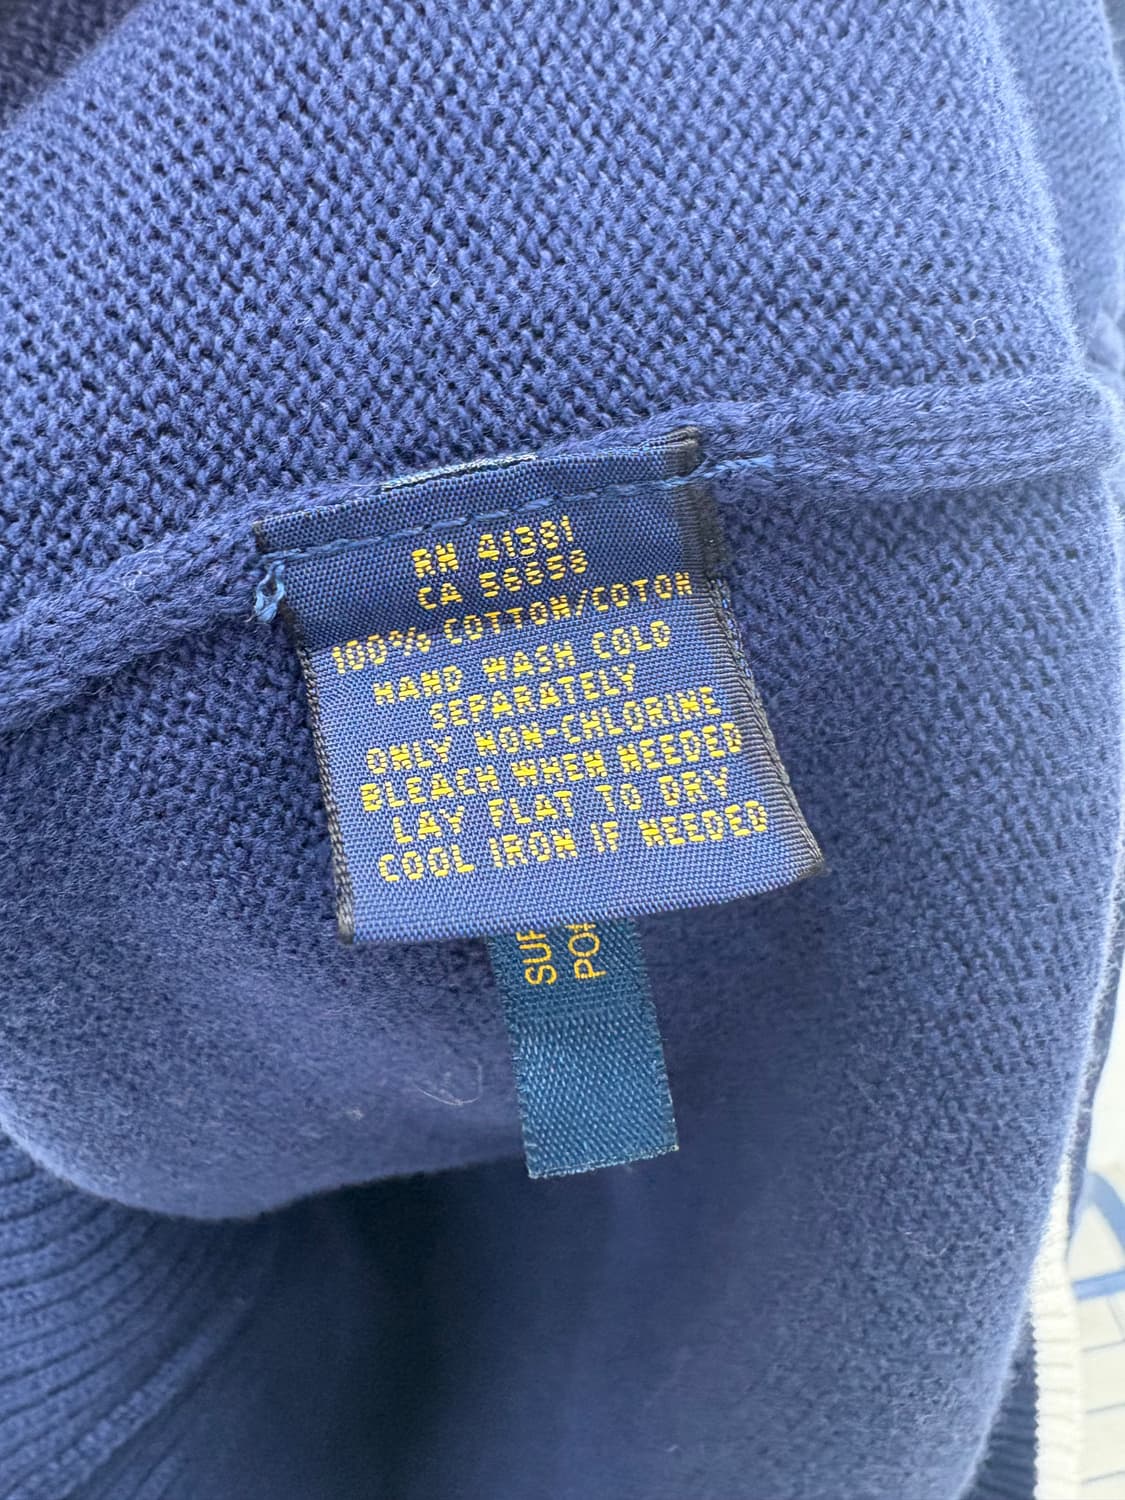 RN 41381
CA 56858
100% COTTON/COTON
HAND WASH COLD
SEPARATELY
ONLY NON-CHLORINE
BLEACH WHEN NEEDED
LAY FLAT TO DRY
COOL IRON IF NEEDED